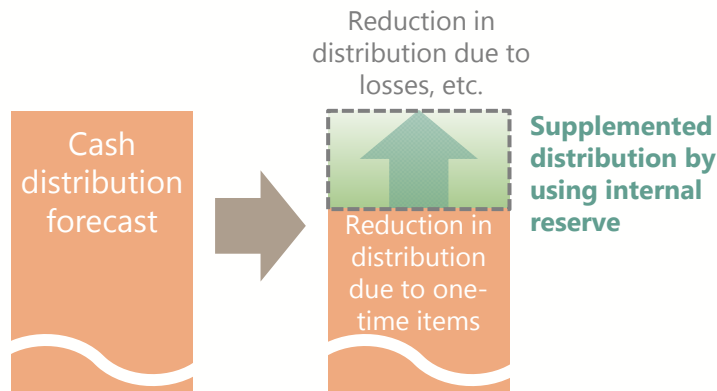 Reduction in
distribution due to
losses, etc.
Cash
distribution
forecast
Supplemented
distribution by
using internal
reserve
Reduction in
distribution
due to one-
time items